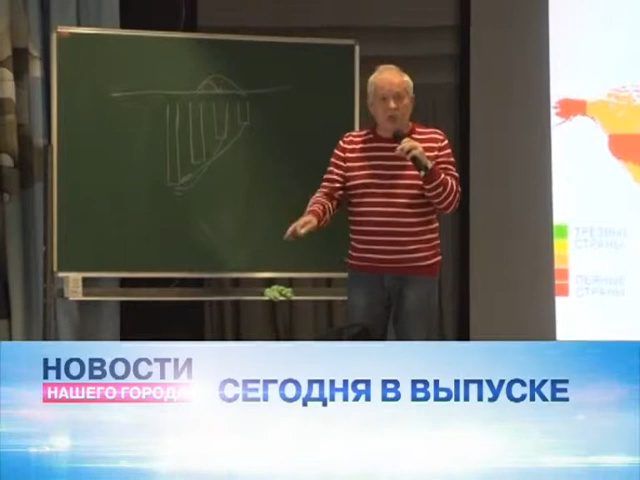 ТРЕЗВЫЕ
СТРАНЫ
ПЬЯНЫЕ
СТРАНЫ
НОВОСТИ
НАШЕГО ГОРОДА
СЕГОДНЯ В ВЫПУСКЕ